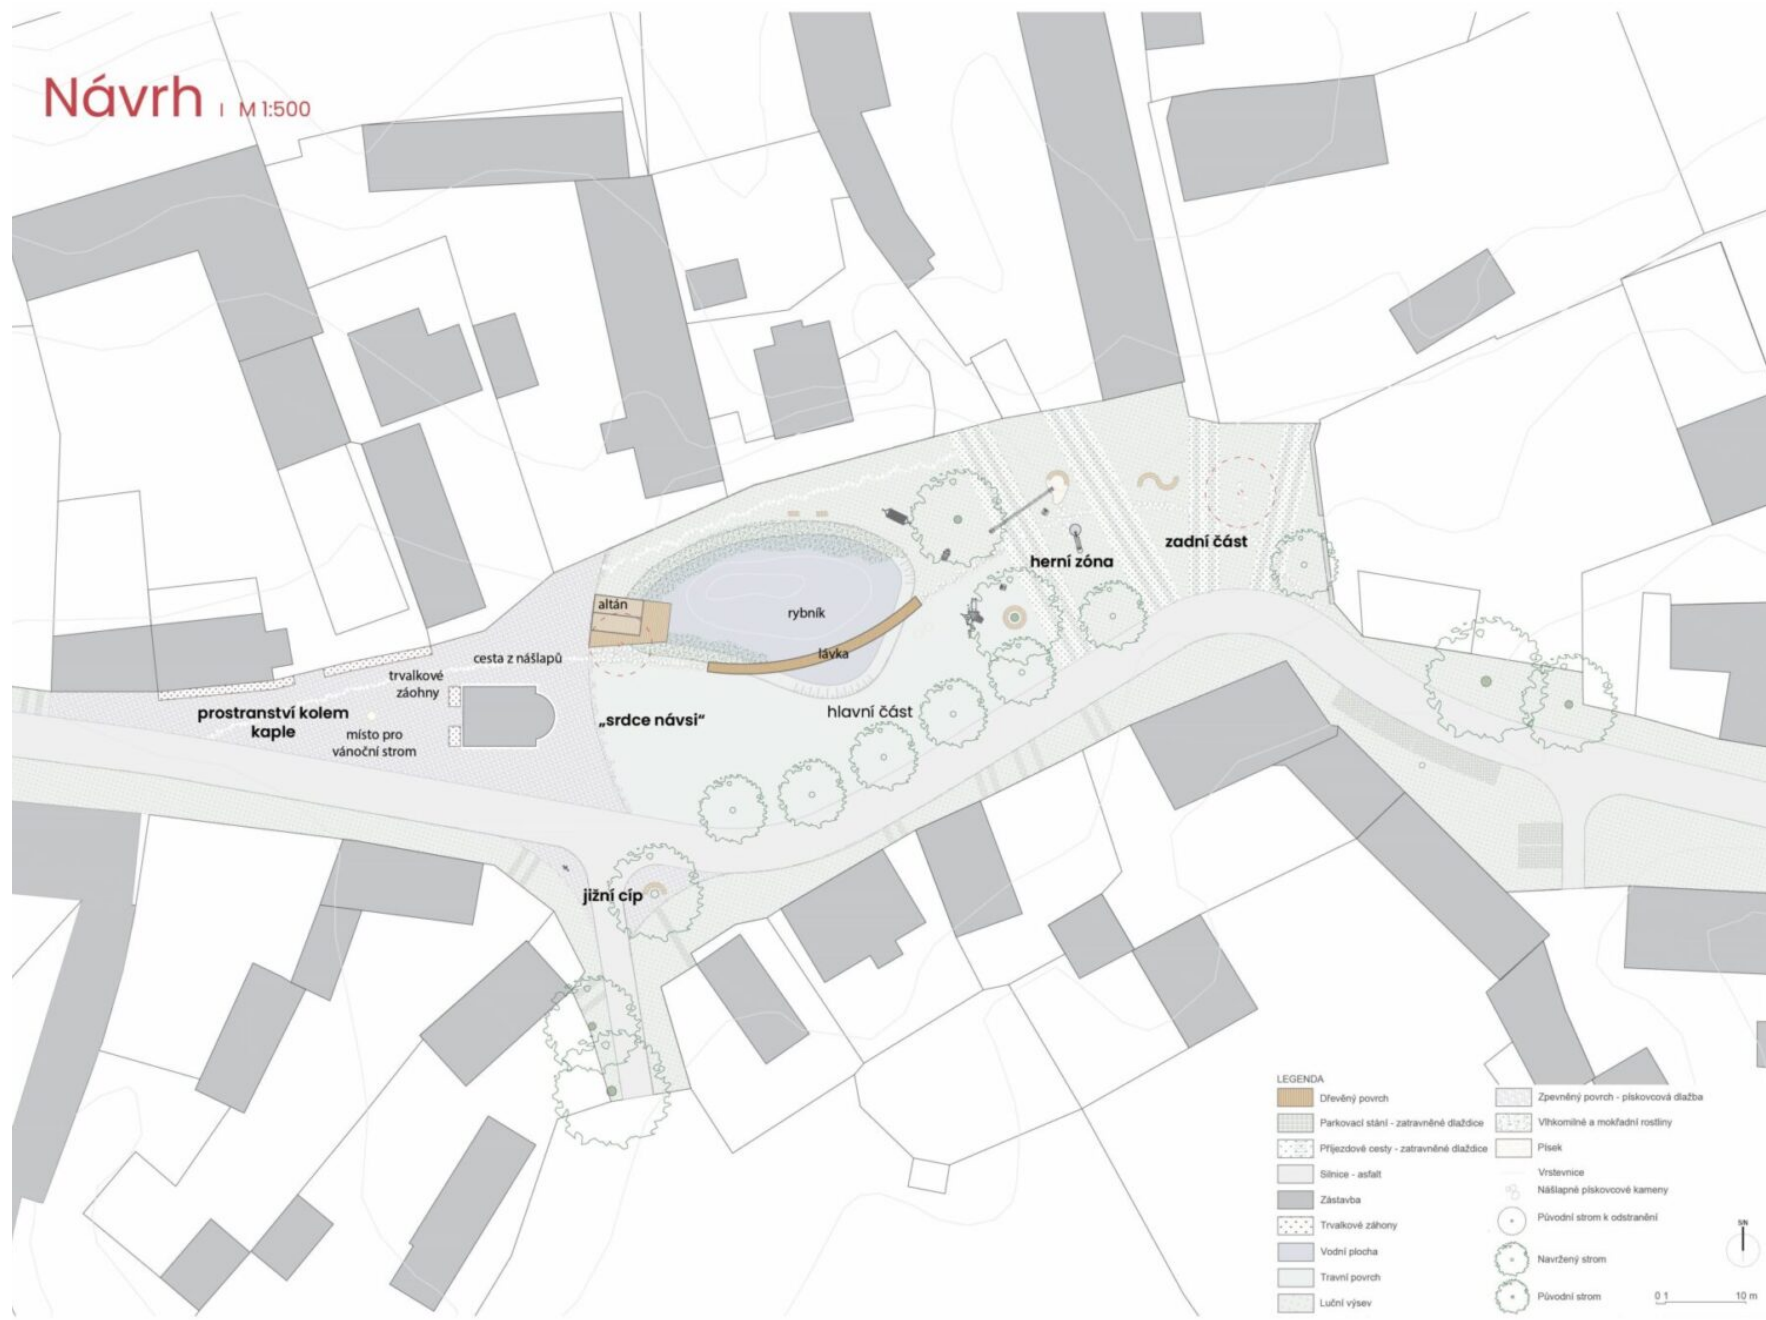 Návrh | M 1:500
altán
rybník
lávka
cesta z nášlapů
trvalkové
záohny
prostranství kolem
kaple
místo pro
vánoční strom
„srdce návsi“
hlavní část
herní zóna
zadní část
jižní cíp
LEGENDA
Dřevěný povrch
Parkovací stání - zatravněné dlaždice
Příjezdové cesty - zatravněné dlaždice
Silnice - asfalt
Zástavba
Trvalkové záhony
Vodní plocha
Travní povrch
Luční výsev
Zpevněný povrch - pískovcová dlažba
Vlhkomilné a mokřadní rostliny
Písek
Vrstevnice
Nášlapné pískovcové kameny
Původní strom k odstranění
Navržený strom
Původní strom
SN
0 1 10 m